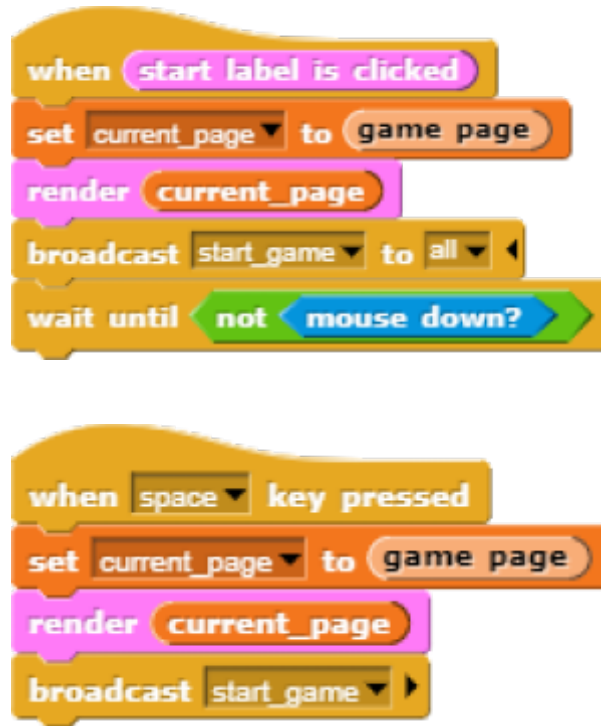 when start label is clicked
set current_page to game page
render current_page
broadcast start_game to all
wait until not mouse down?
when space key pressed
set current_page to game page
render current_page
broadcast start_game